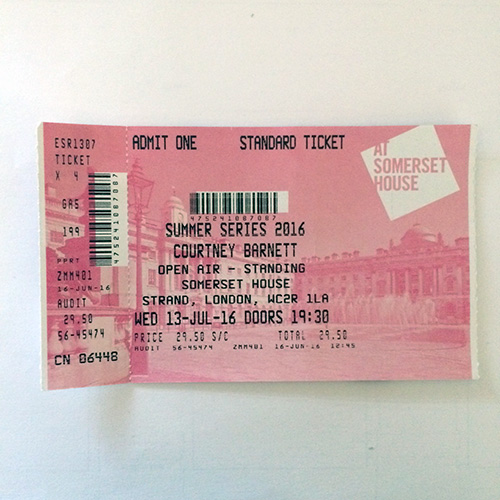 ESR1307
TICKET
X 4
GAS
199
PPRT
ZMM401
16-JUN-16
AUDIT
29.50
56-45474
CN 06448
475241087087
ADMIT ONE STANDARD TICKET
AT
SOMERSET
HOUSE
475241087087
SUMMER SERIES 2016
COURTNEY BARNETT
OPEN AIR - STANDING
SOMERSET HOUSE
STRAND, LONDON, WC2R 1LA
WED 13-JUL-16 DOORS 19:30
PRICE 29.50 S/C TOTAL 29.50
AUDIT 56-45474 ZMM401 16-JUN-16 12:45